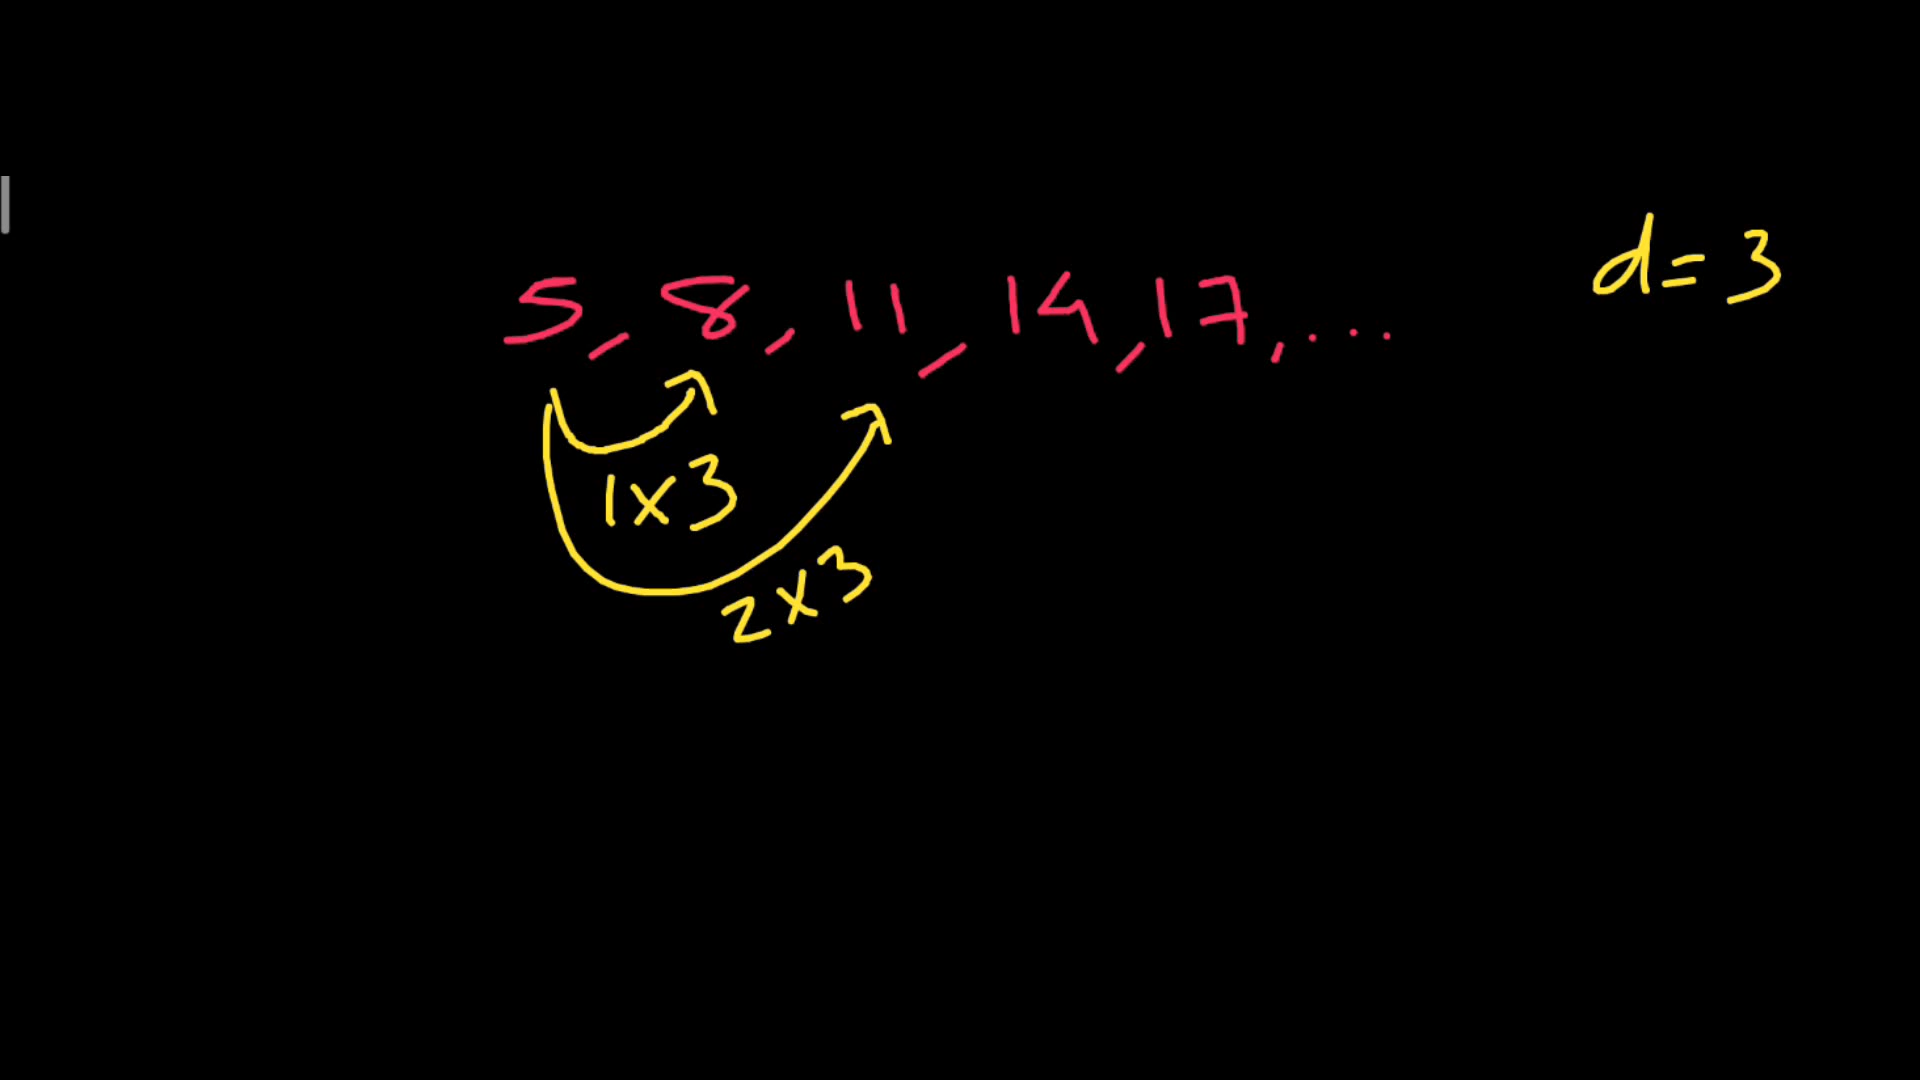 5, 8, 11, 14, 17, ...
d = 3
1x3
2x3